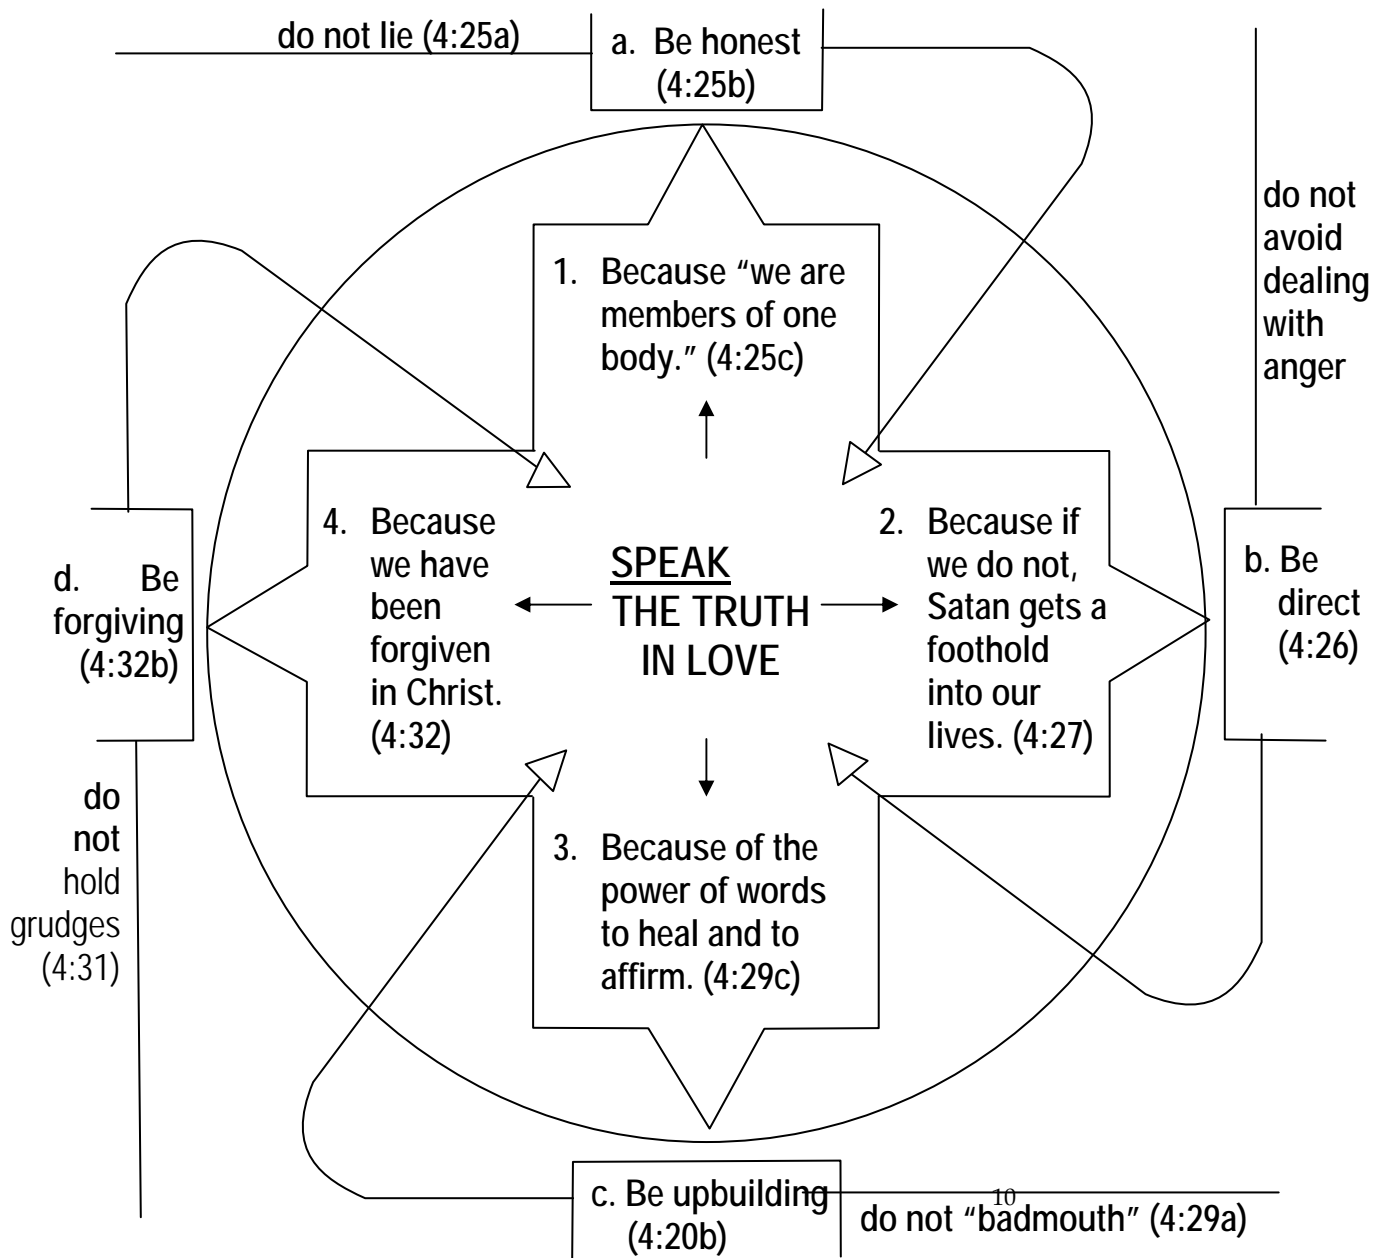 do not lie (4:25a)
a. Be honest
(4:25b)
do not
avoid
dealing
with
anger
1. Because “we are
members of one
body.” (4:25c)
4. Because
we have
been
forgiven
in Christ.
(4:32)
SPEAK
THE TRUTH
IN LOVE
2. Because if
we do not,
Satan gets a
foothold
into our
lives. (4:27)
b. Be
direct
(4:26)
d. Be
forgiving
(4:32b)
do
not
hold
grudges
(4:31)
3. Because of the
power of words
to heal and to
affirm. (4:29c)
c. Be upbuilding
(4:20b)
10
do not “badmouth” (4:29a)